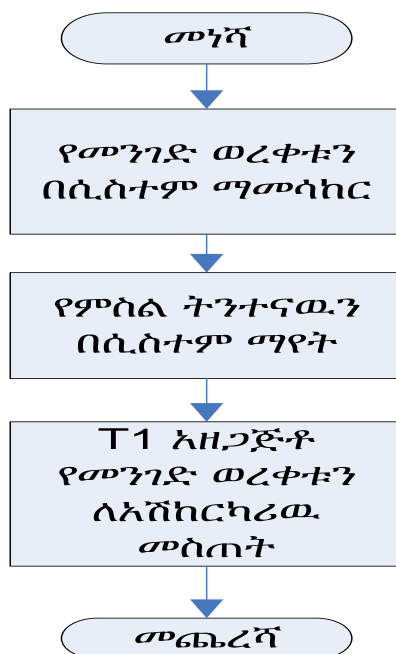 መነሻ
የመንገድ ወረቀቱን
በሲስተም ማመሳከር
የምስል ትንተናዉን
በሲስተም ማየት
T1 አዘጋጅቶ
የመንገድ ወረቀቱን
ለአሽከርካሪዉ
መስጠት
መጨረሻ